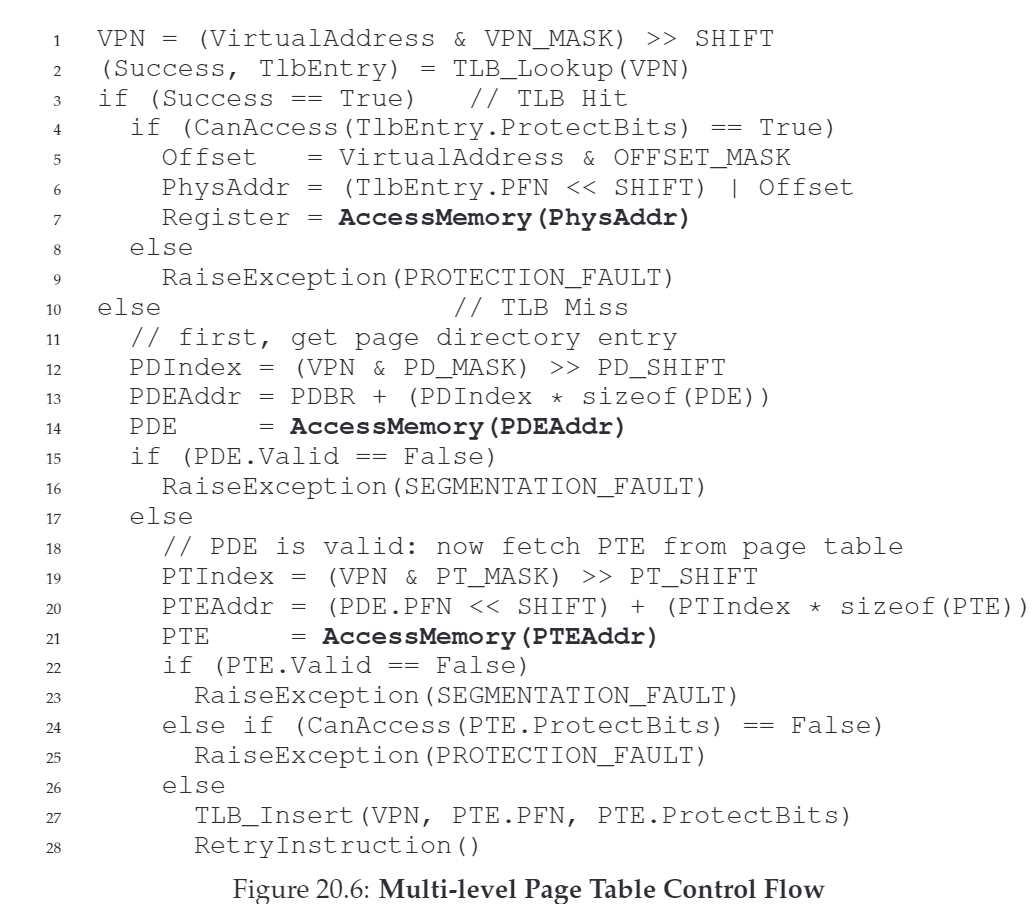 1 VPN = (VirtualAddress & VPN_MASK) >> SHIFT
2 (Success, TlbEntry) = TLB_Lookup(VPN)
3 if (Success == True) // TLB Hit
4 if (CanAccess(TlbEntry.ProtectBits) == True)
5 Offset = VirtualAddress & OFFSET_MASK
6 PhysAddr = (TlbEntry.PFN << SHIFT) | Offset
7 Register = AccessMemory(PhysAddr)
8 else
9 RaiseException(PROTECTION_FAULT)
10 else // TLB Miss
11 // first, get page directory entry
12 PDIndex = (VPN & PD_MASK) >> PD_SHIFT
13 PDEAddr = PDBR + (PDIndex * sizeof(PDE))
14 PDE = AccessMemory(PDEAddr)
15 if (PDE.Valid == False)
16 RaiseException(SEGMENTATION_FAULT)
17 else
18 // PDE is valid: now fetch PTE from page table
19 PTIndex = (VPN & PT_MASK) >> PT_SHIFT
20 PTEAddr = (PDE.PFN << SHIFT) + (PTIndex * sizeof(PTE))
21 PTE = AccessMemory(PTEAddr)
22 if (PTE.Valid == False)
23 RaiseException(SEGMENTATION_FAULT)
24 else if (CanAccess(PTE.ProtectBits) == False)
25 RaiseException(PROTECTION_FAULT)
26 else
27 TLB_Insert(VPN, PTE.PFN, PTE.ProtectBits)
28 RetryInstruction()
Figure 20.6: Multi-level Page Table Control Flow